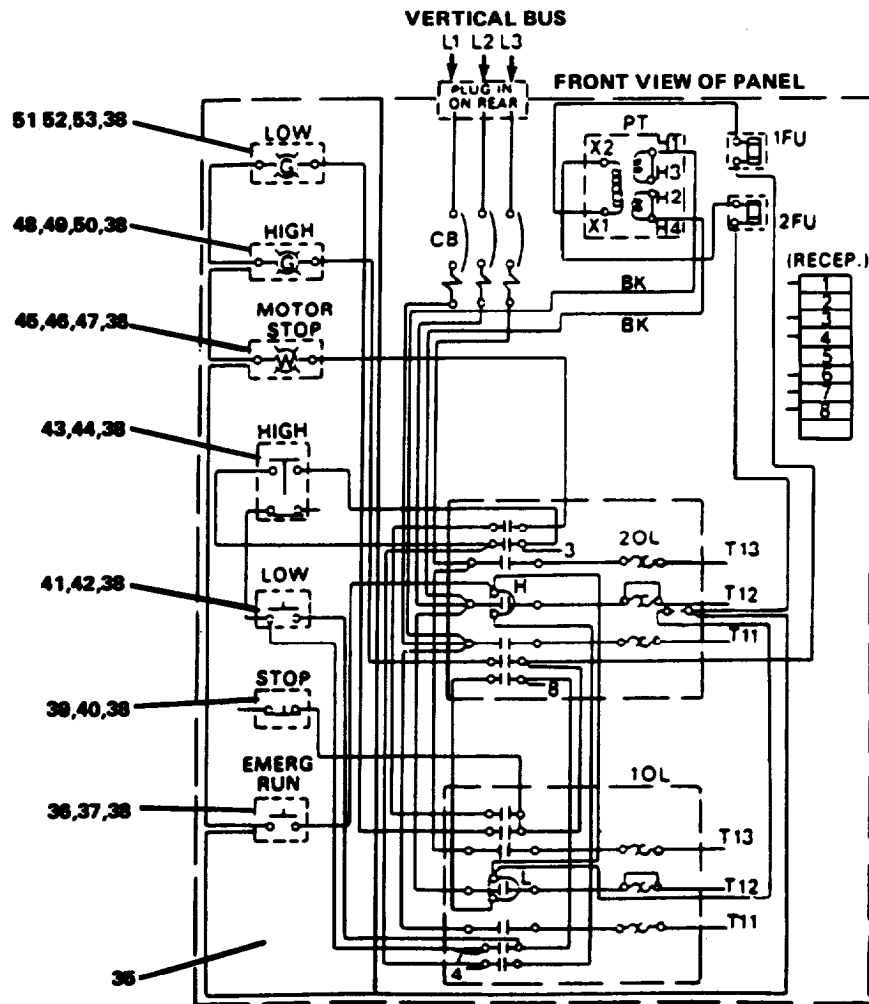 VERTICAL BUS
L1 L2 L3
PLUG IN
ON REAR
FRONT VIEW OF PANEL
51 52,53,38
LOW
G
PT
X2
H3
H2
X1
H4
1FU
2FU
48,49,50,38
HIGH
G
CB
(RECEP.)
1
2
3
4
5
6
7
8
BK
BK
45,46,47,38
MOTOR
STOP
W
43,44,38
HIGH
3
2OL
T13
41,42,38
LOW
H
T12
T11
39,40,38
STOP
8
36,37,38
EMERG
RUN
1OL
T13
L
T12
T11
35
4